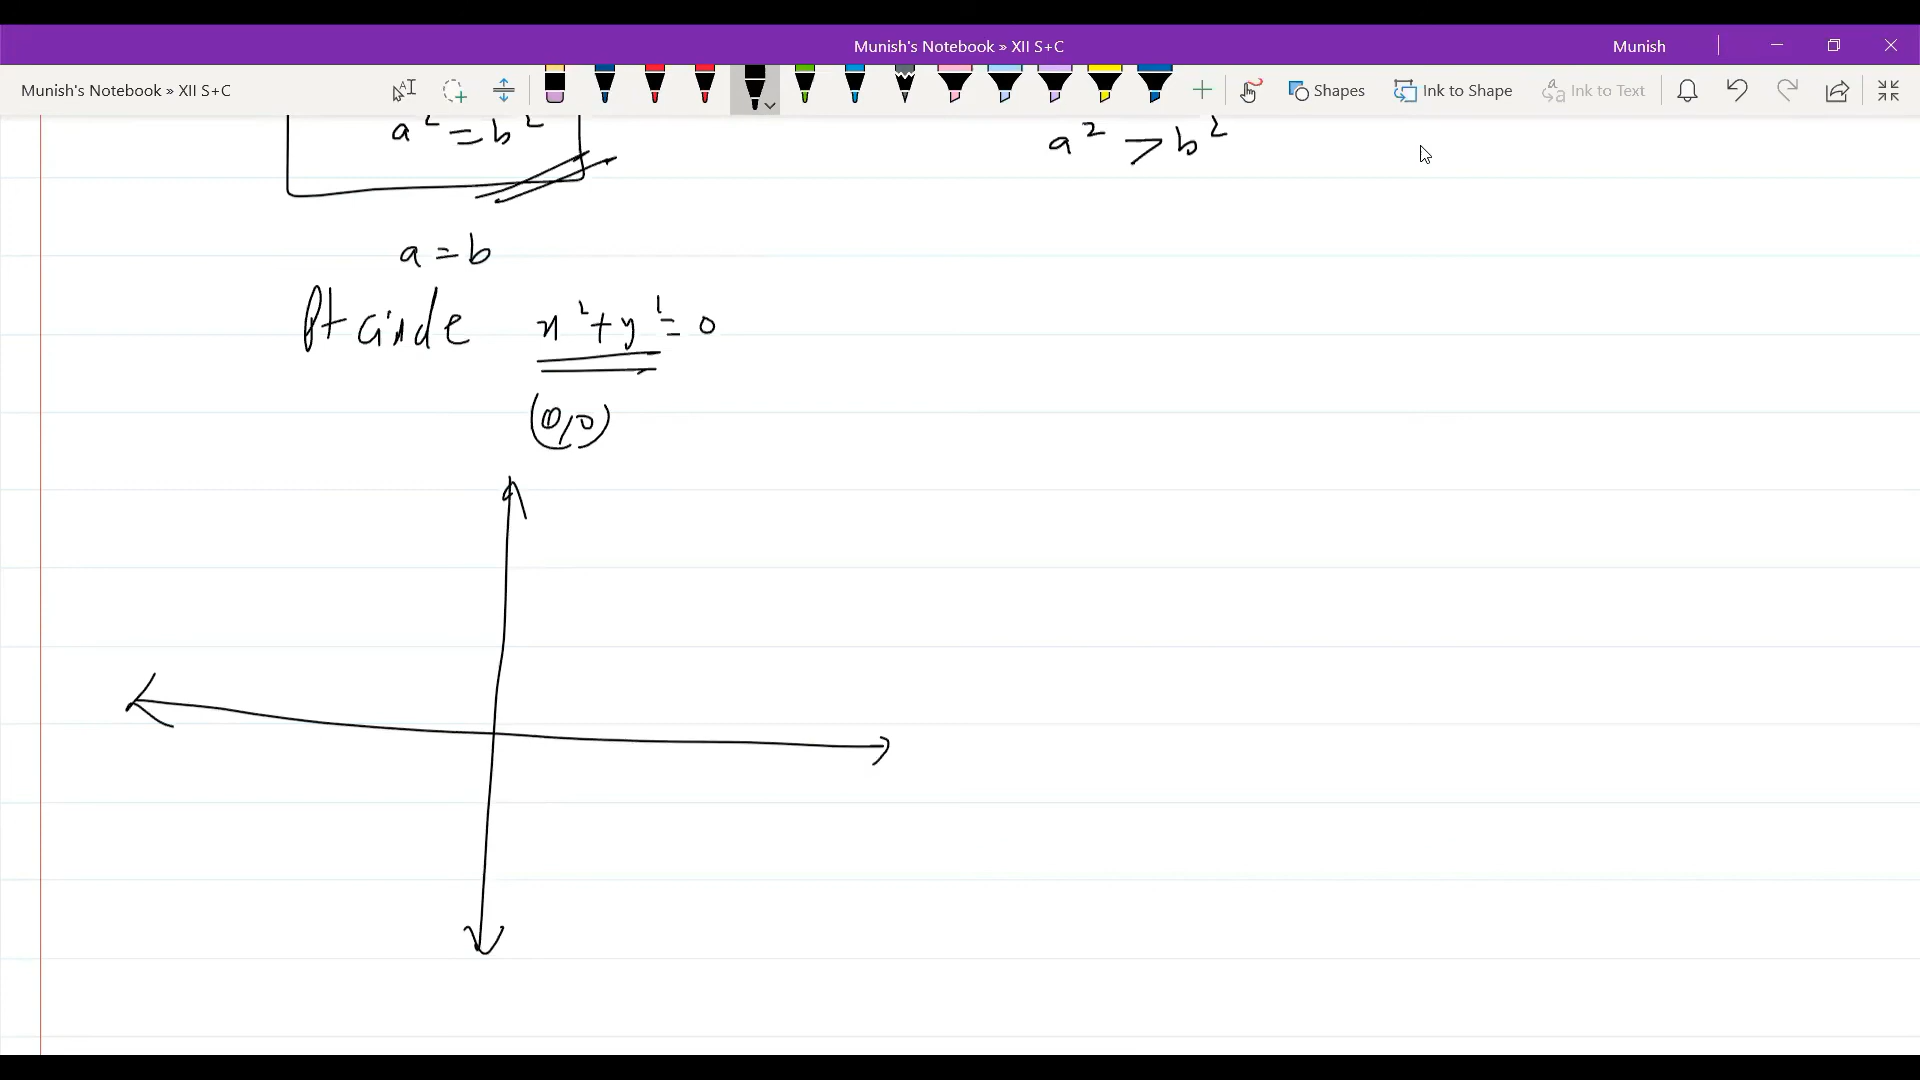 Munish's Notebook » XII S+C
Munish
Munish's Notebook » XII S+C
Shapes
Ink to Shape
Ink to Text
a² = b²
a² > b²
a = b
Pt circle x² + y² = 0
(0,0)